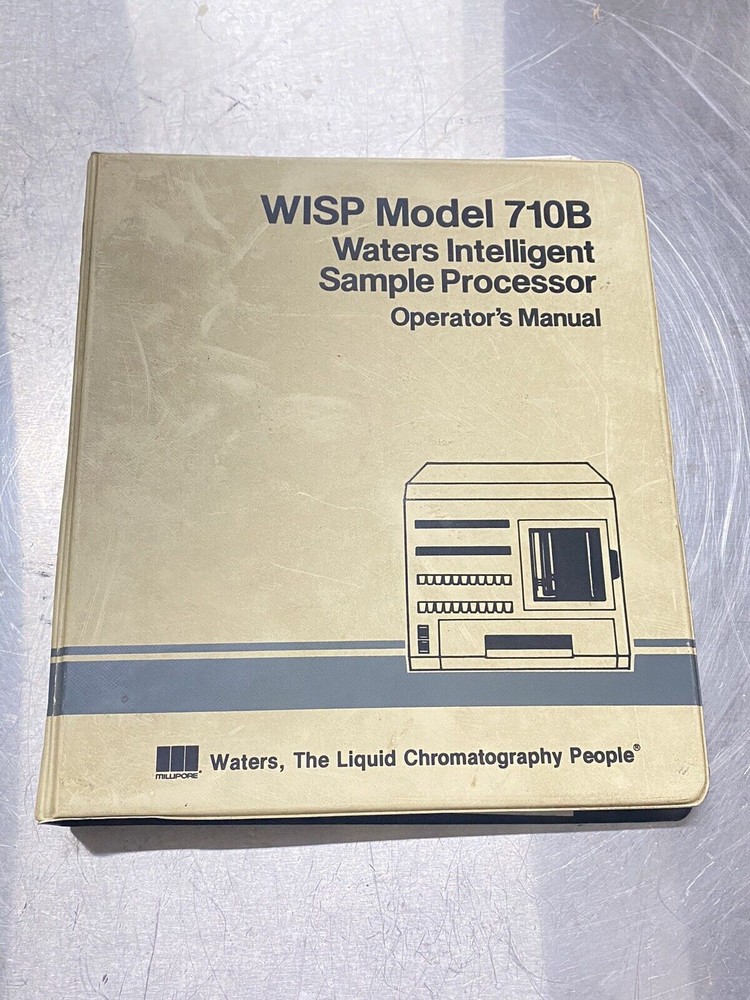 WISP Model 710B
Waters Intelligent
Sample Processor
Operator's Manual
MILLIPORE
Waters, The Liquid Chromatography People®